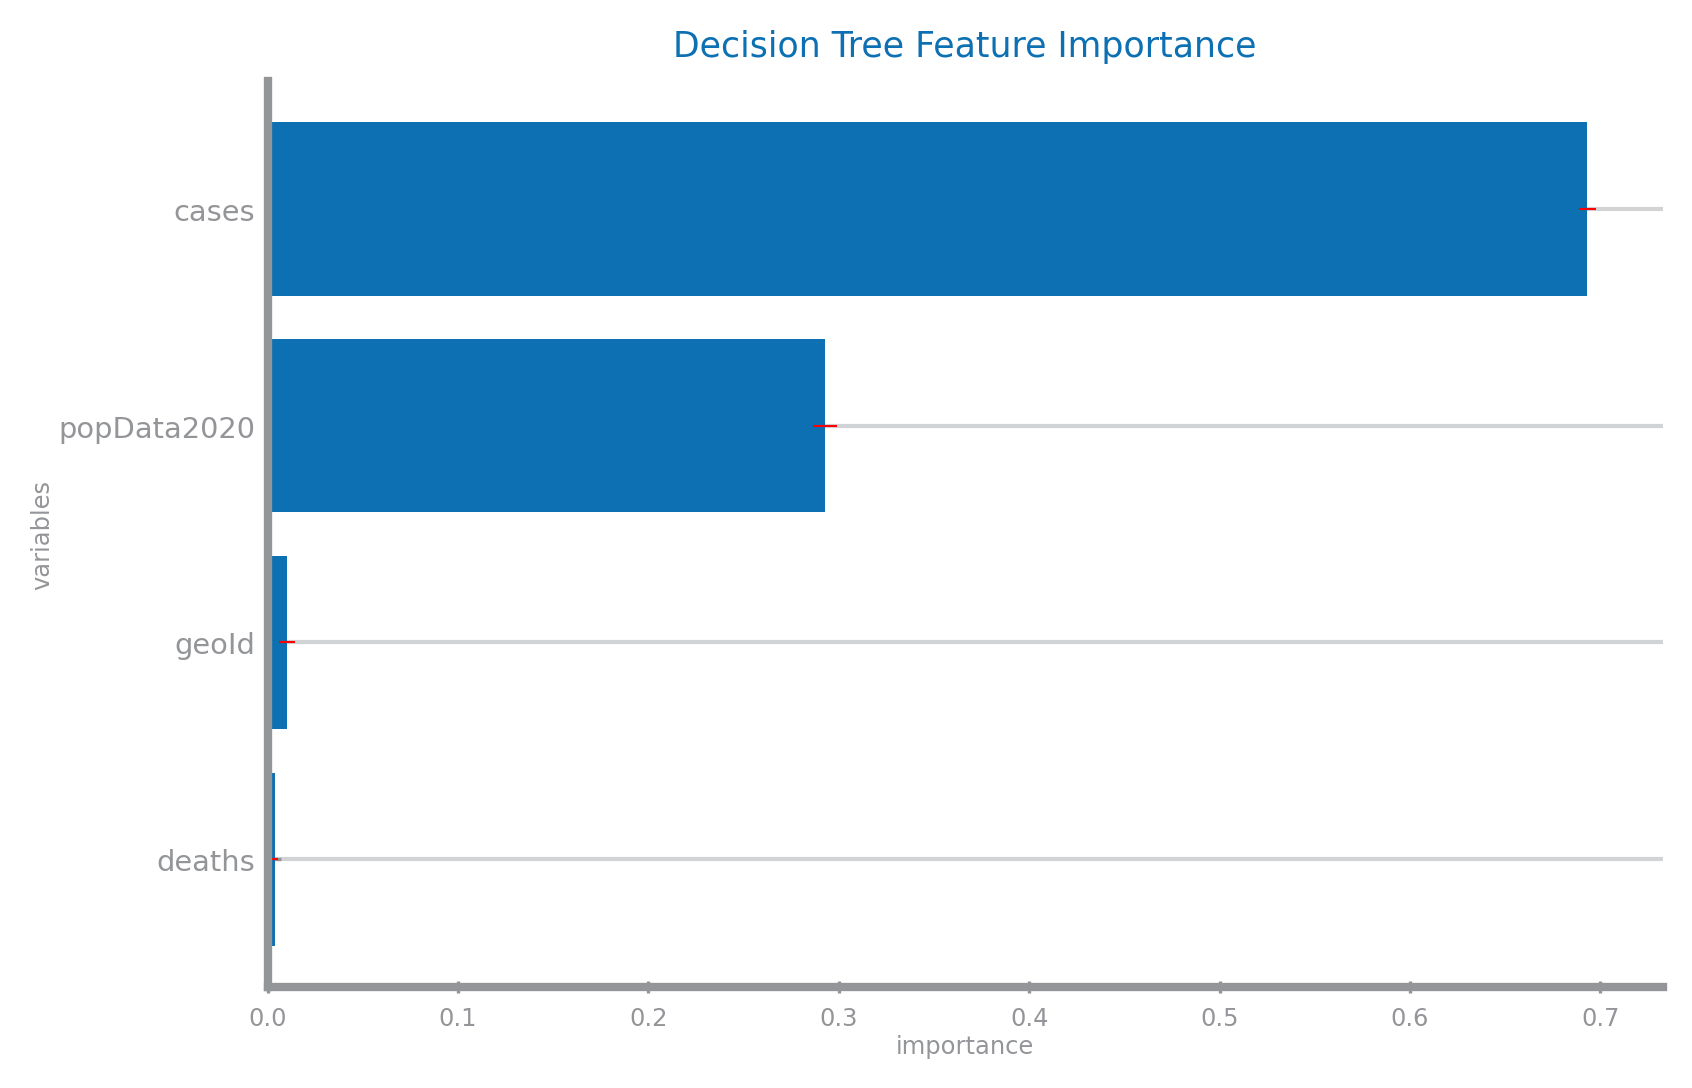 Decision Tree Feature Importance
cases
popData2020
geoId
deaths
variables
0.0 0.1 0.2 0.3 0.4 0.5 0.6 0.7
importance